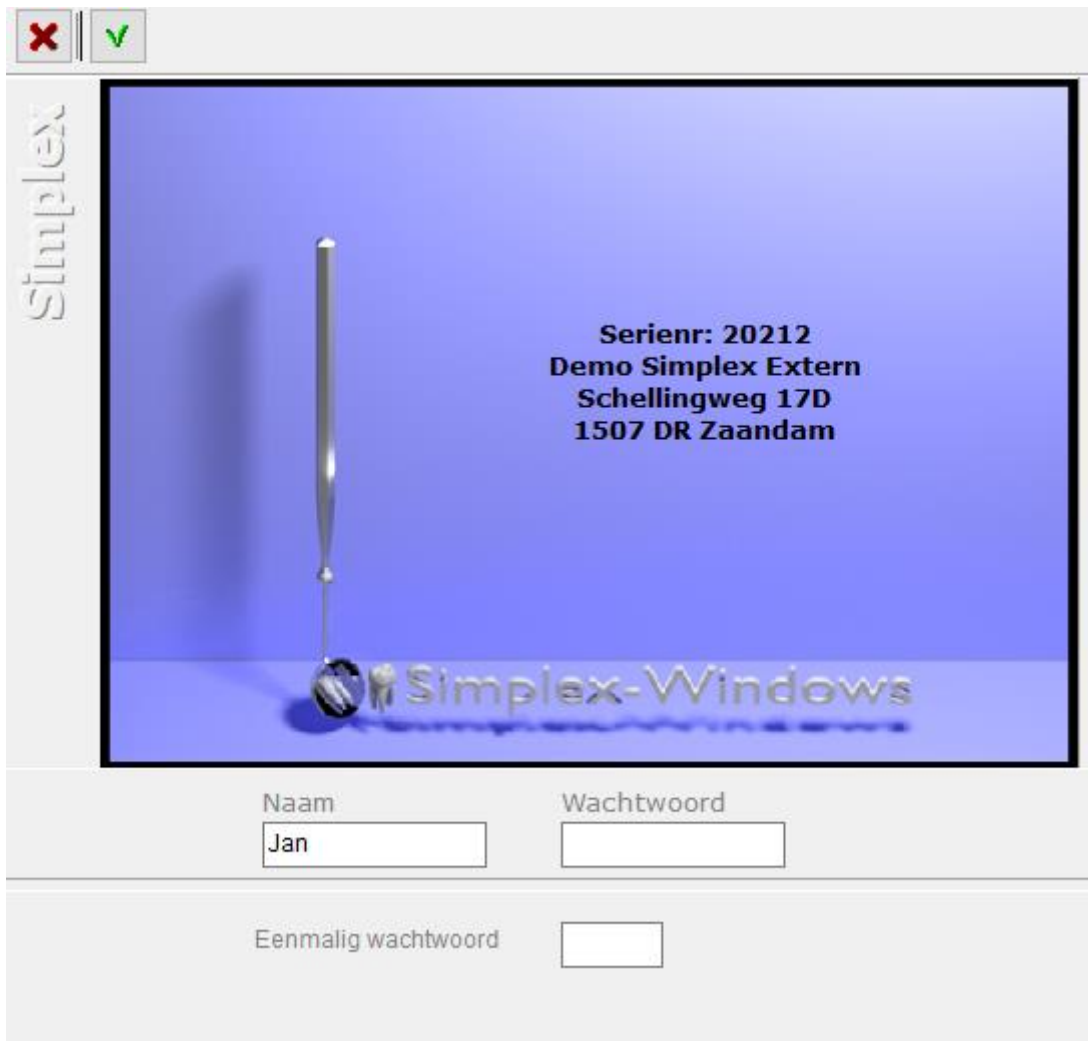 Simplex
Serienr: 20212
Demo Simplex Extern
Schellingweg 17D
1507 DR Zaandam
Simplex-Windows
Naam
Wachtwoord
Jan
Eenmalig wachtwoord